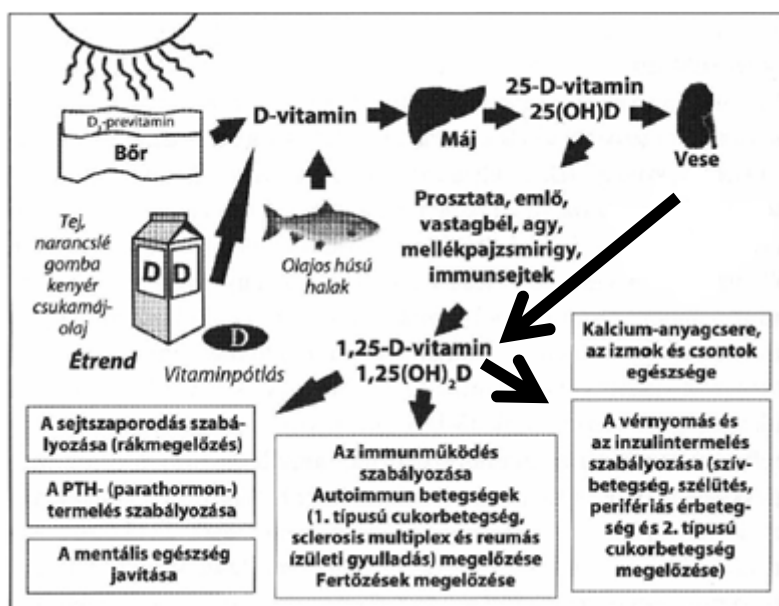 D₃-previtamin
Bőr
D-vitamin
Máj
25-D-vitamin
25(OH)D
Vese
Tej,
narancslé
gomba
kenyér
csukamáj-
olaj
Étrend
D D
D
Vitaminpótlás
Olajos húsú
halak
Prosztata, emlő,
vastagbél, agy,
mellékpajzsmirigy,
immunsejtek
1,25-D-vitamin
1,25(OH)₂D
A sejtszaporodás szabá-
lyozása (rákmegelőzés)
A PTH- (parathormon-)
termelés szabályozása
A mentális egészség
javítása
Az immunműködés
szabályozása
Autoimmun betegségek
(1. típusú cukorbetegség,
sclerosis multiplex és reumás
ízületi gyulladás) megelőzése
Fertőzések megelőzése
Kalcium-anyagcsere,
az izmok és csontok
egészsége
A vérnyomás és
az inzulintermelés
szabályozása (szív-
betegség, szélütés,
perifériás érbeteg-
ség és 2. típusú
cukorbetegség
megelőzése)